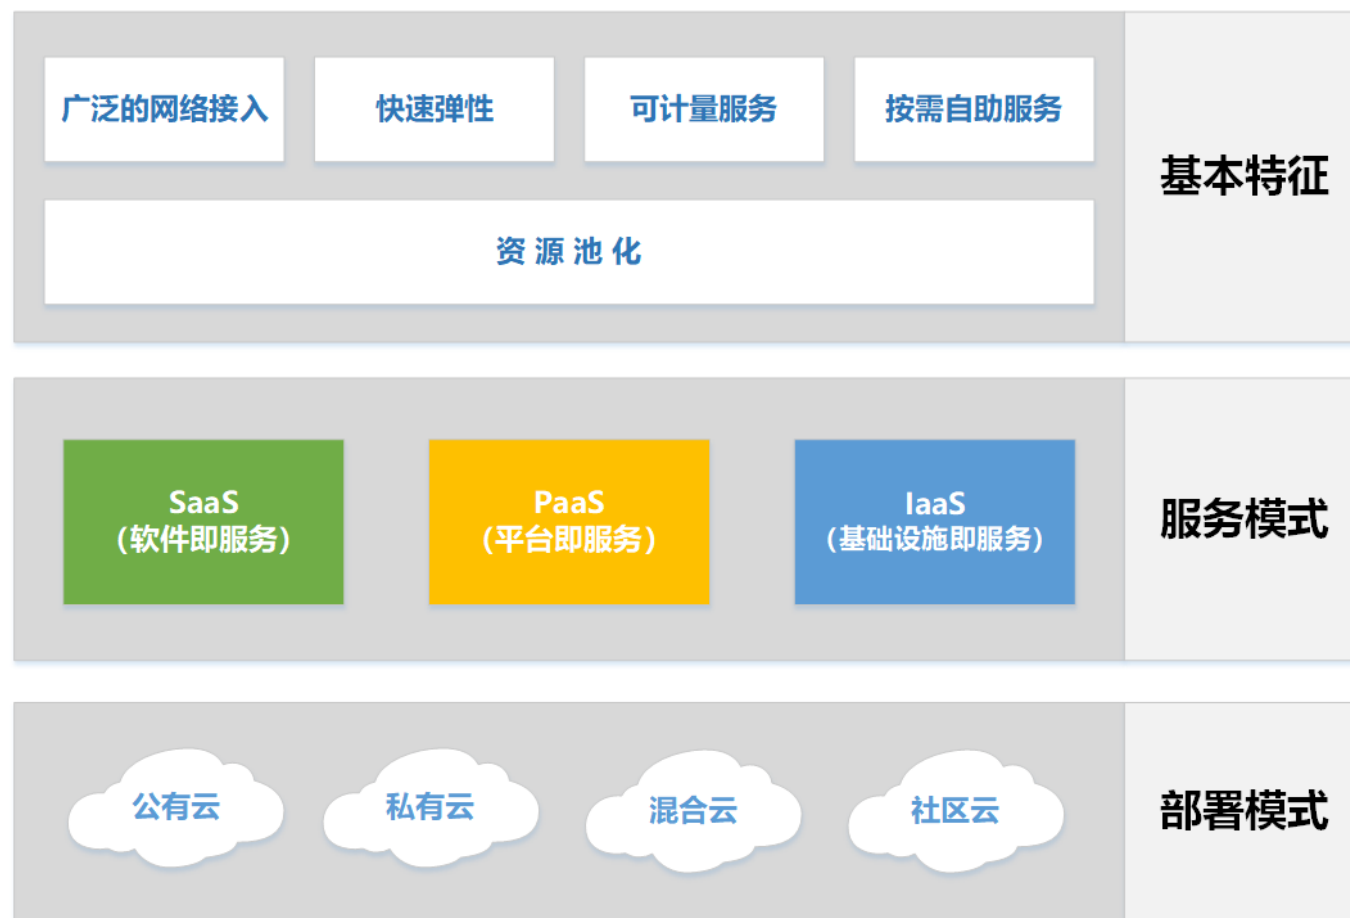 广泛的网络接入
快速弹性
可计量服务
按需自助服务
基本特征
资源池化
SaaS
（软件即服务）
PaaS
（平台即服务）
IaaS
（基础设施即服务）
服务模式
公有云
私有云
混合云
社区云
部署模式